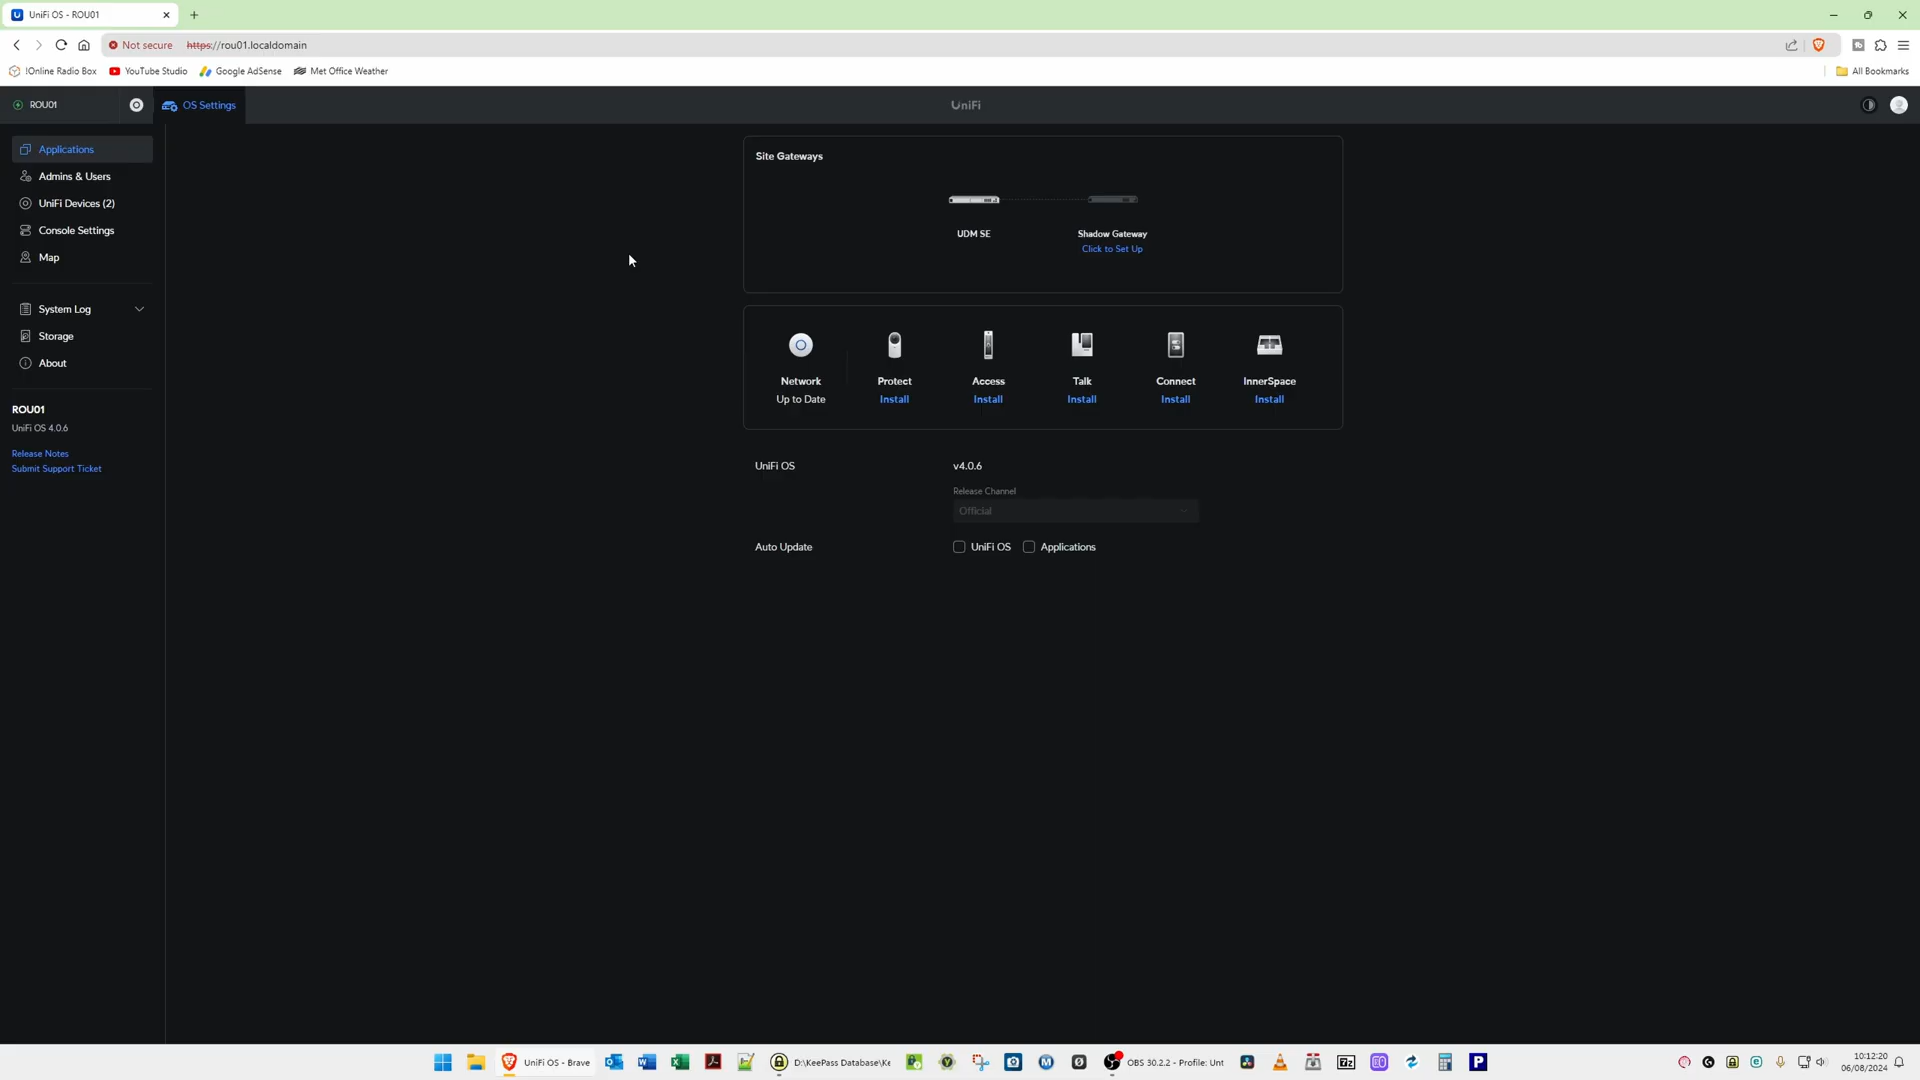 UniFi OS - ROU01
Not secure https://rou01.localdomain
!Online Radio Box YouTube Studio Google AdSense Met Office Weather All Bookmarks
ROU01 OS Settings UniFi
Applications
Admins & Users
UniFi Devices (2)
Console Settings
Map
System Log
Storage
About
ROU01
UniFi OS 4.0.6
Release Notes
Submit Support Ticket
Site Gateways
UDM SE Shadow Gateway
Click to Set Up
Network Protect Access Talk Connect InnerSpace
Up to Date Install Install Install Install Install
UniFi OS v4.0.6
Release Channel
Official
Auto Update UniFi OS Applications
UniFi OS - Brave D:\KeePass Database\Ke OBS 30.2.2 - Profile: Unt
10:12:20
06/08/2024